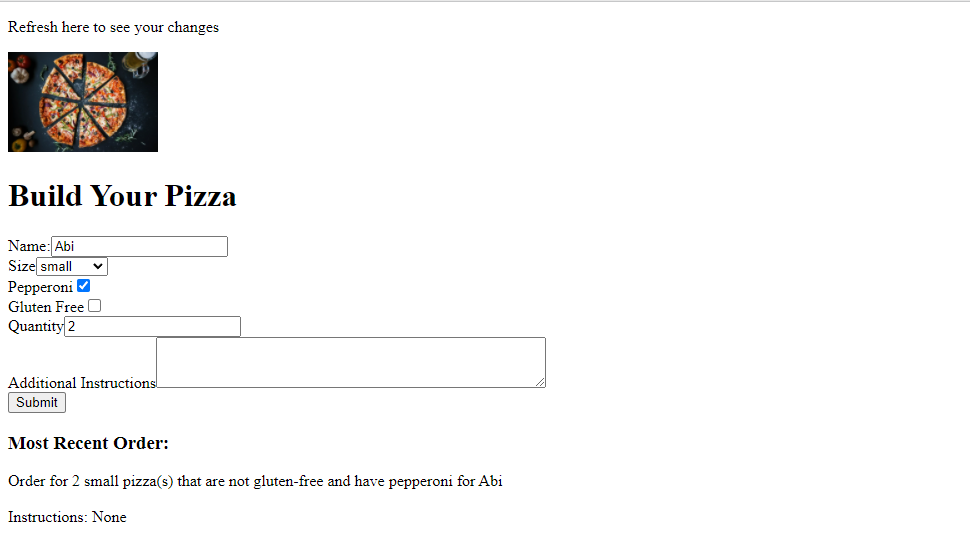 Refresh here to see your changes
Build Your Pizza
Name: Abi
Size small
Pepperoni
Gluten Free
Quantity 2
Additional Instructions
Submit
Most Recent Order:
Order for 2 small pizza(s) that are not gluten-free and have pepperoni for Abi
Instructions: None